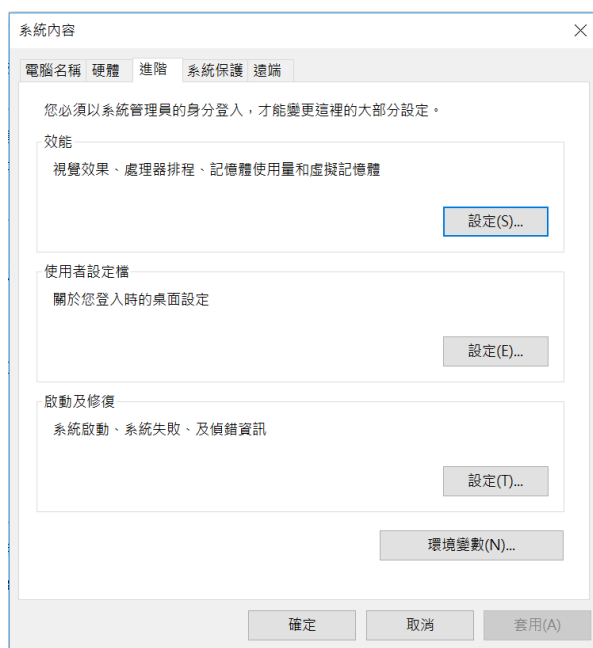 系統內容
電腦名稱 硬體 進階 系統保護 遠端
您必須以系統管理員的身分登入，才能變更這裡的大部分設定。
效能
視覺效果、處理器排程、記憶體使用量和虛擬記憶體
設定(S)...
使用者設定檔
關於您登入時的桌面設定
設定(E)...
啟動及修復
系統啟動、系統失敗、及偵錯資訊
設定(T)...
環境變數(N)...
確定 取消 套用(A)